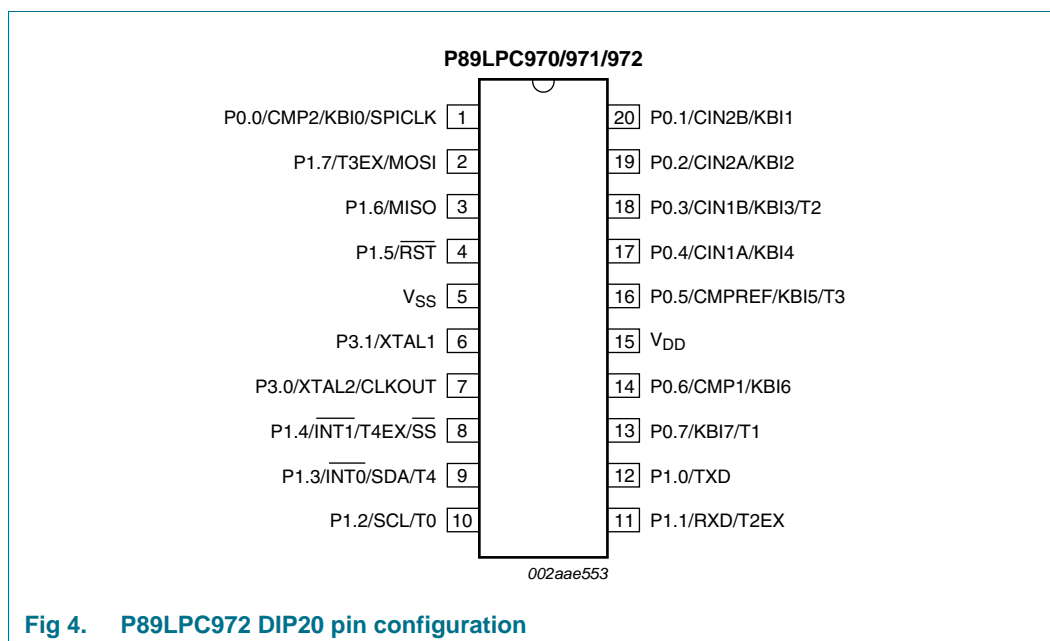 P89LPC970/971/972
P0.0/CMP2/KBI0/SPICLK 1
20 P0.1/CIN2B/KBI1
P1.7/T3EX/MOSI 2
19 P0.2/CIN2A/KBI2
P1.6/MISO 3
18 P0.3/CIN1B/KBI3/T2
P1.5/RST 4
17 P0.4/CIN1A/KBI4
VSS 5
16 P0.5/CMPREF/KBI5/T3
P3.1/XTAL1 6
15 VDD
P3.0/XTAL2/CLKOUT 7
14 P0.6/CMP1/KBI6
P1.4/INT1/T4EX/SS 8
13 P0.7/KBI7/T1
P1.3/INT0/SDA/T4 9
12 P1.0/TXD
P1.2/SCL/T0 10
11 P1.1/RXD/T2EX
002aae553
Fig 4. P89LPC972 DIP20 pin configuration